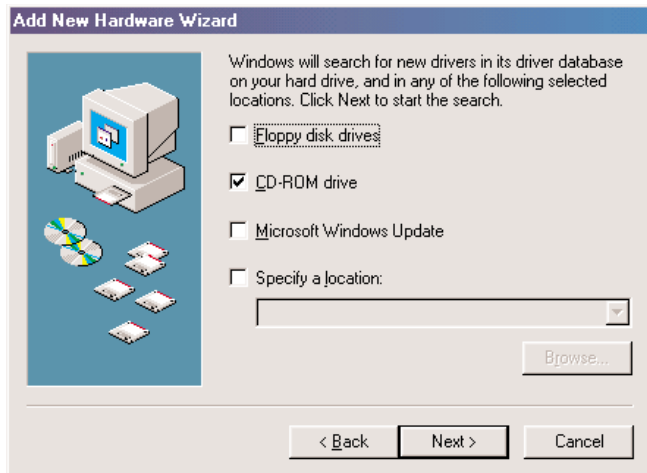 Add New Hardware Wizard
Windows will search for new drivers in its driver database
on your hard drive, and in any of the following selected
locations. Click Next to start the search.
Floppy disk drives
CD-ROM drive
Microsoft Windows Update
Specify a location:
Browse...
< Back
Next >
Cancel